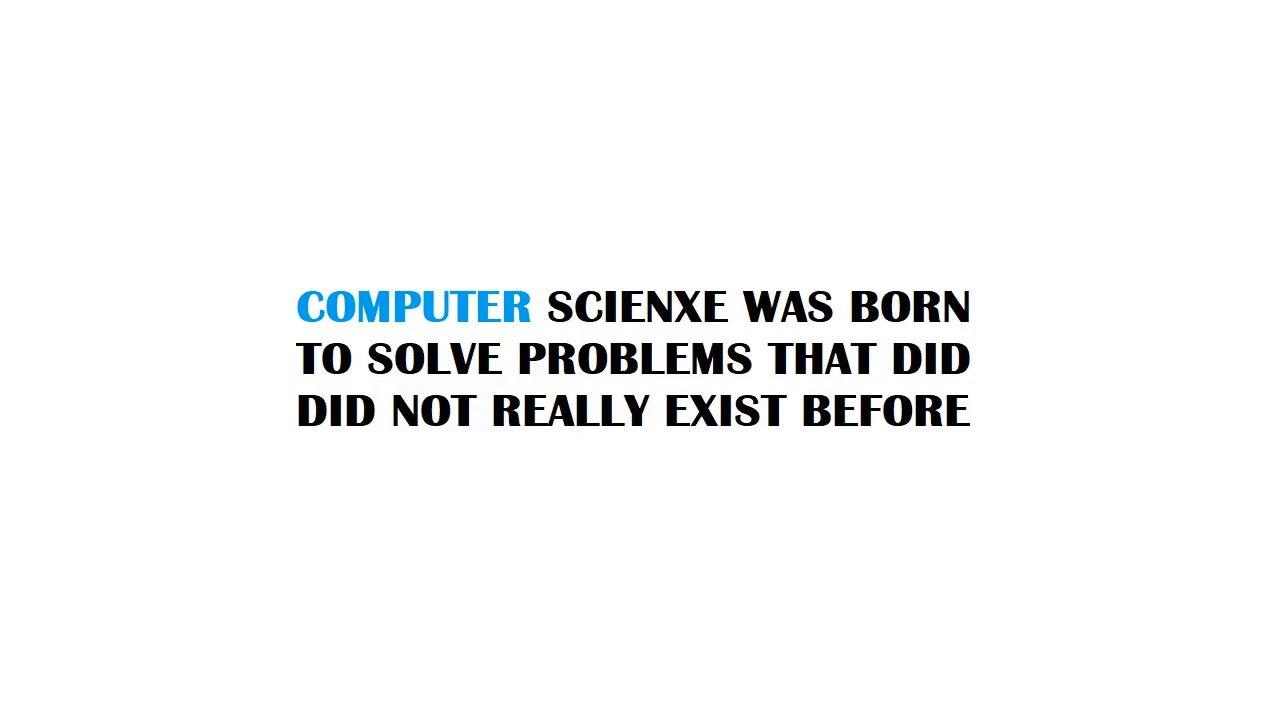 COMPUTER SCIENXE WAS BORN
TO SOLVE PROBLEMS THAT DID
DID NOT REALLY EXIST BEFORE